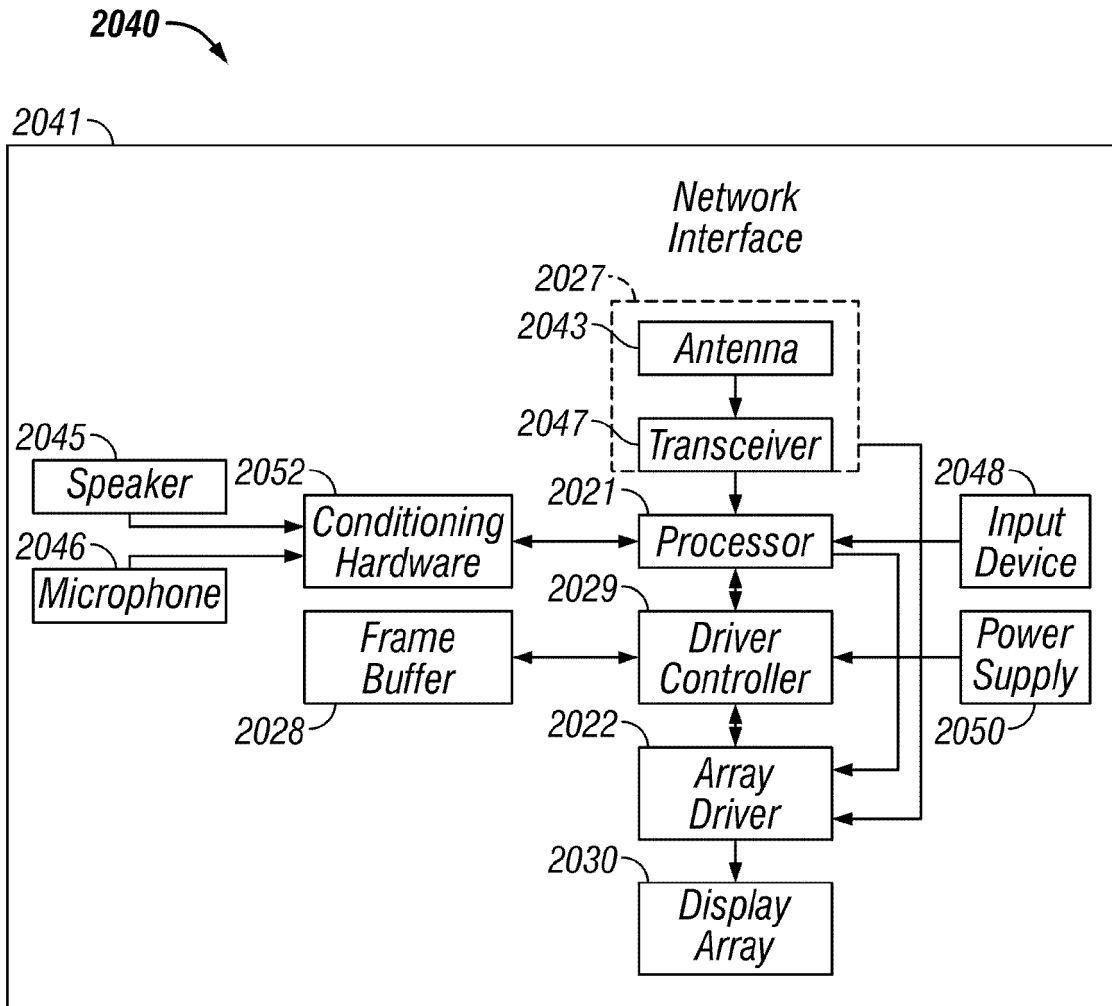 2040
2041
Network
Interface
2027
2043
Antenna
2047
Transceiver
2045
Speaker
2052
Conditioning
Hardware
2046
Microphone
2021
Processor
2048
Input
Device
2029
Driver
Controller
Frame
Buffer
2028
Power
Supply
2050
2022
Array
Driver
2030
Display
Array